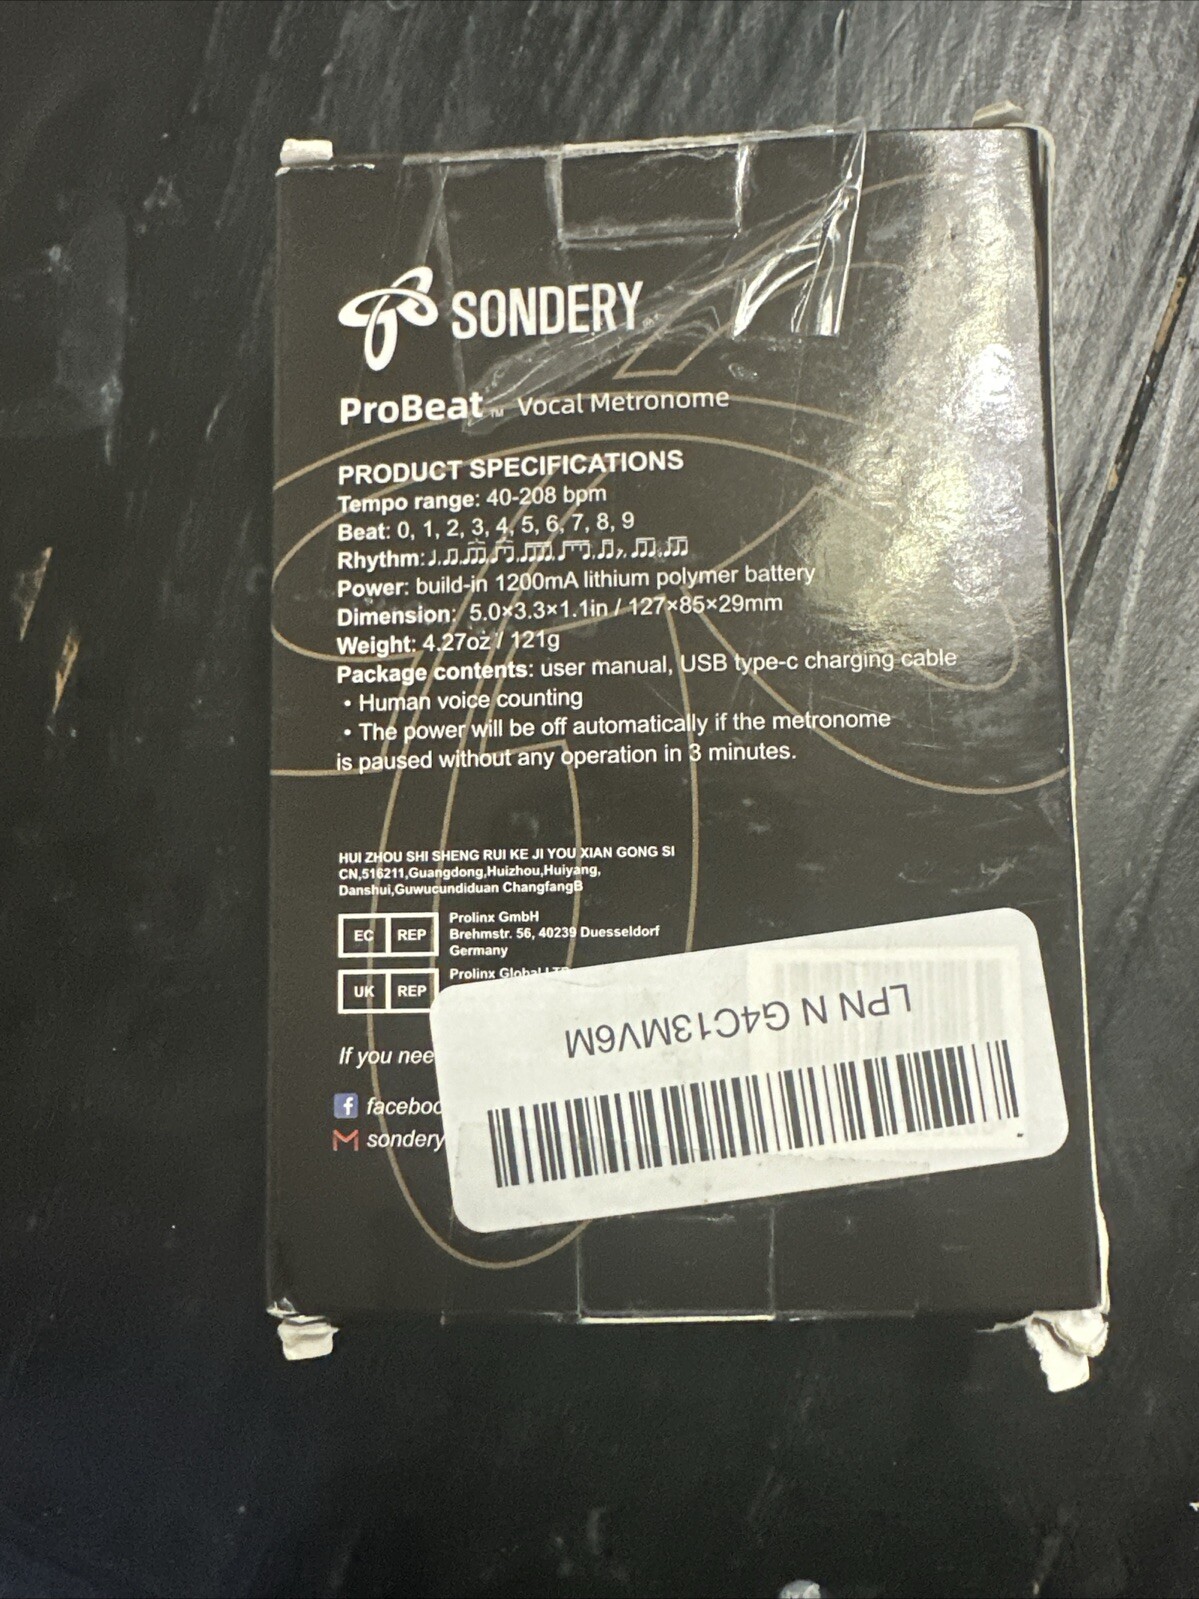 SONDERY
ProBeat™ Vocal Metronome
PRODUCT SPECIFICATIONS
Tempo range: 40-208 bpm
Beat: 0, 1, 2, 3, 4, 5, 6, 7, 8, 9
Rhythm:
Power: build-in 1200mA lithium polymer battery
Dimension: 5.0×3.3×1.1in / 127×85×29mm
Weight: 4.27oz / 121g
Package contents: user manual, USB type-c charging cable
• Human voice counting
• The power will be off automatically if the metronome
is paused without any operation in 3 minutes.
HUI ZHOU SHI SHENG RUI KE JI YOU XIAN GONG SI
CN,516211,Guangdong,Huizhou,Huiyang,
Danshui,Guwucundiduan ChangfangB
EC REP
Prolinx GmbH
Brehmstr. 56, 40239 Duesseldorf
Germany
UK REP
Prolinx Global LTD
If you nee
faceboo
sondery
LPN N G4C13MV6M